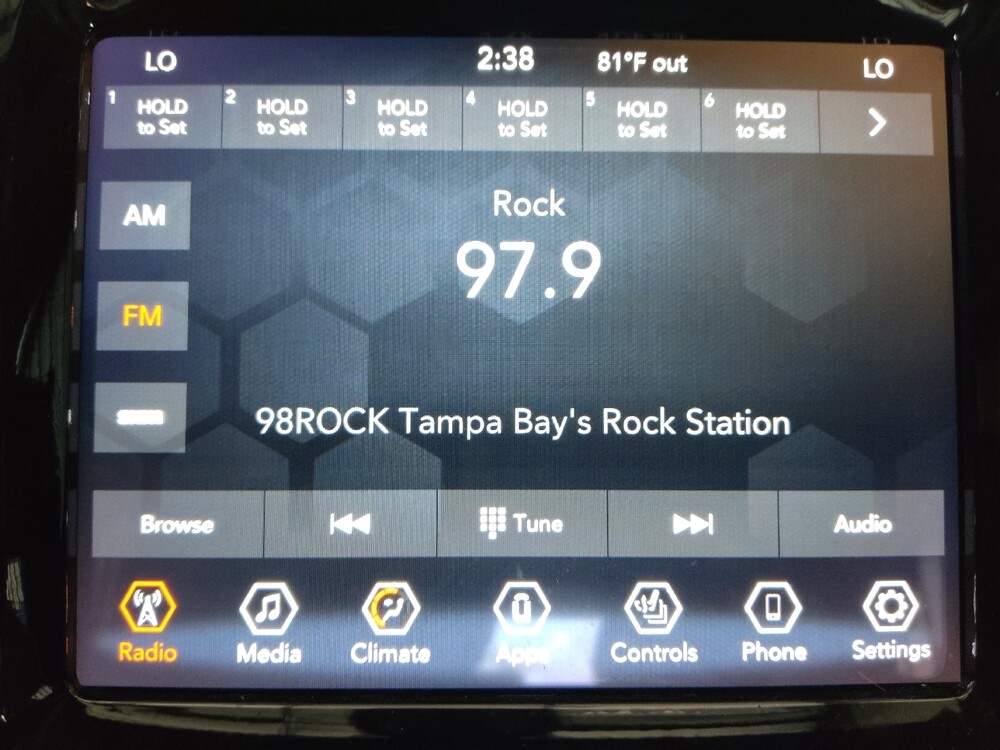 LO 2:38 81°F out LO
1 HOLD to Set 2 HOLD to Set 3 HOLD to Set 4 HOLD to Set 5 HOLD to Set 6 HOLD to Set
AM
Rock
97.9
FM
98ROCK Tampa Bay's Rock Station
Browse Tune Audio
Radio Media Climate Apps Controls Phone Settings